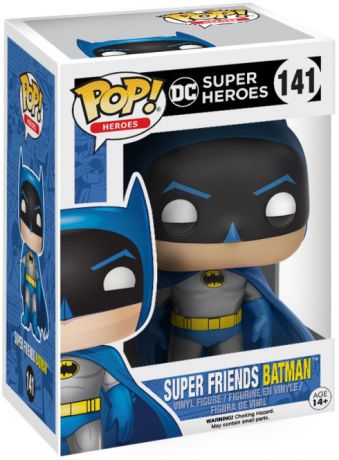 POP!
HEROES
DC SUPER HEROES 141
POP!
HEROES
SUPER FRIENDS BATMAN
141
SUPER FRIENDS BATMAN™
VINYL FIGURE / FIGURINE EN VINYLE /
FIGURA DE VINIL
WARNING! Choking Hazard.
May contain small parts.
AGE
14+